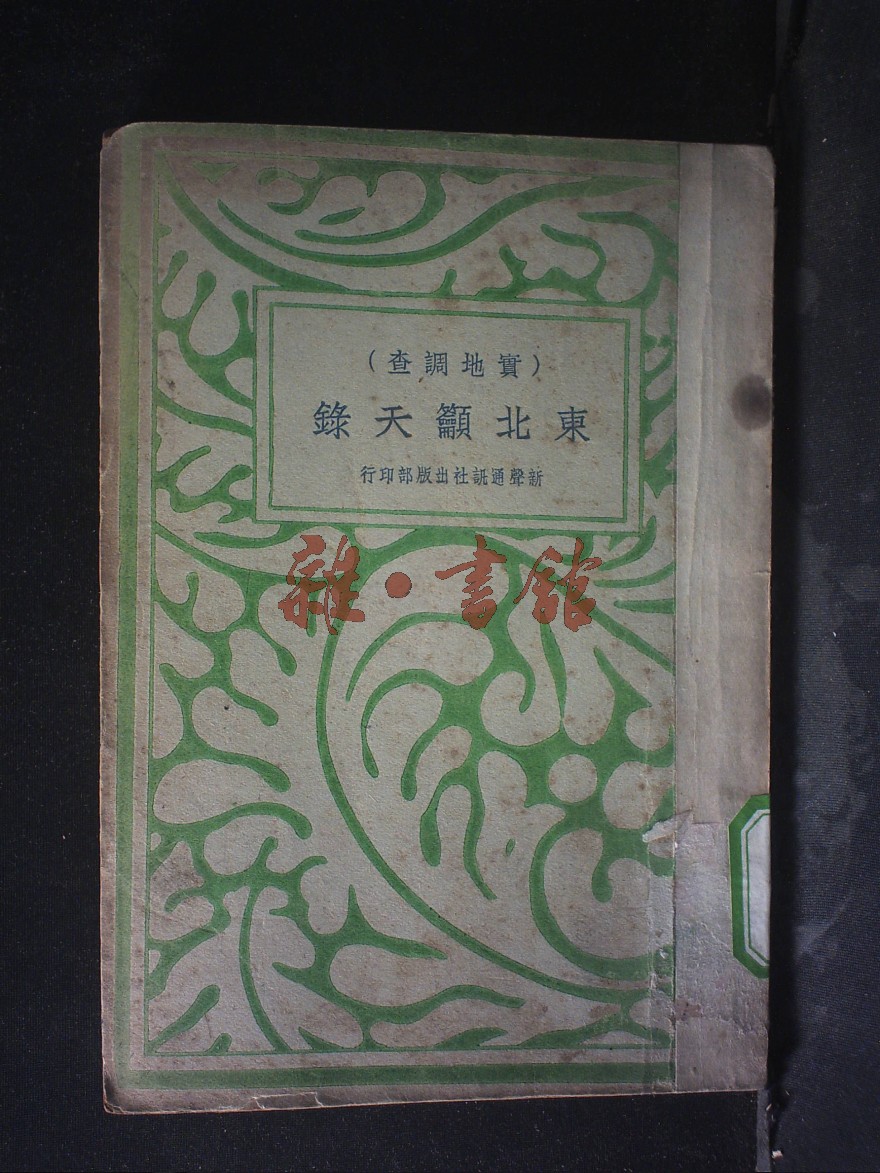 （實地調查）
東北籲天錄
新聲通訊社出版部印行
雜·書館